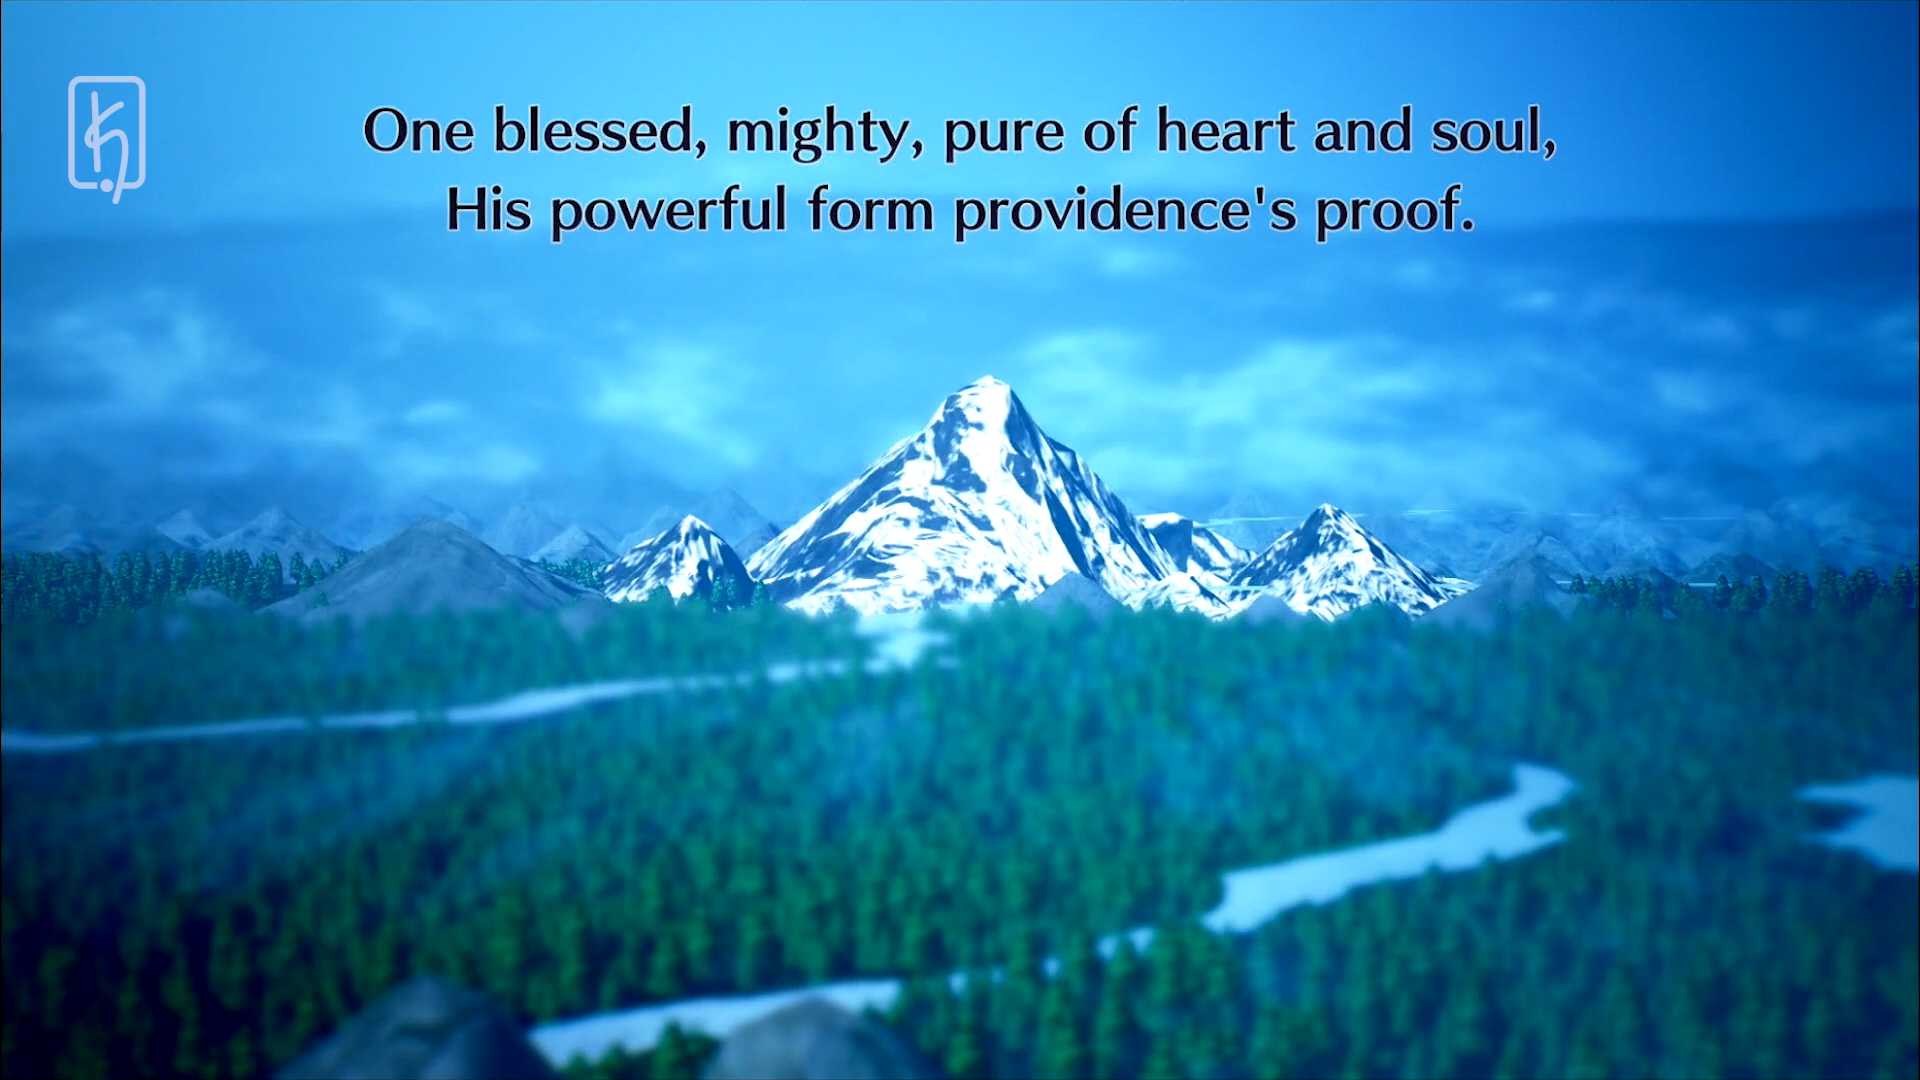 One blessed, mighty, pure of heart and soul,
His powerful form providence's proof.